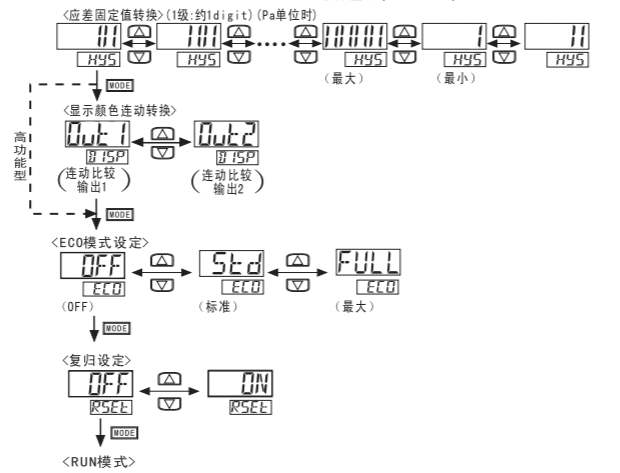 <应差固定值转换>(1级:约1digit)(Pa单位时)
HYS HYS HYS HYS HYS
(最大) (最小)
MODE
<显示颜色连动转换>
Out1 Out2
DISP DISP
(连动比较输出1) (连动比较输出2)
高功能型
MODE
<ECO模式设定>
OFF Std FULL
ECO ECO ECO
(OFF) (标准) (最大)
MODE
<复归设定>
OFF ON
RSEt RSEt
MODE
<RUN模式>